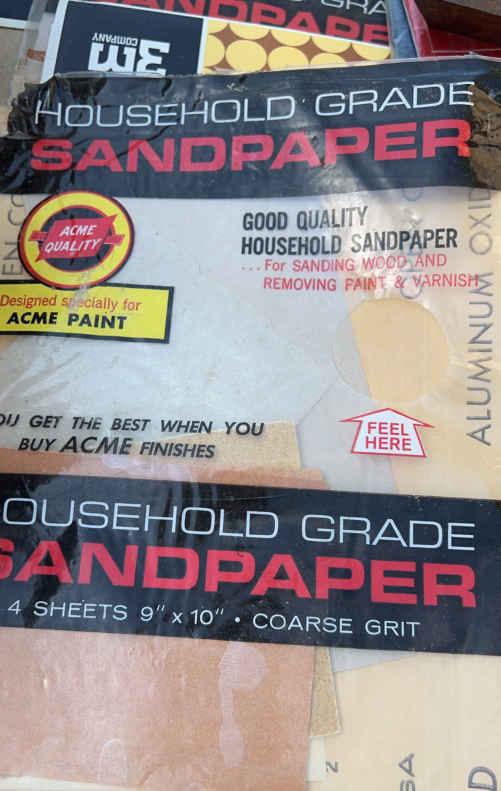 SANDPAPER
3m
COMPANY
HOUSEHOLD GRADE
SANDPAPER
ACME
QUALITY
GOOD QUALITY
HOUSEHOLD SANDPAPER
...For SANDING WOOD AND
REMOVING PAINT & VARNISH
Designed specially for
ACME PAINT
ALUMINUM OXID
OU GET THE BEST WHEN YOU
BUY ACME FINISHES
FEEL
HERE
OUSEHOLD GRADE
SANDPAPER
4 SHEETS 9" x 10" • COARSE GRIT